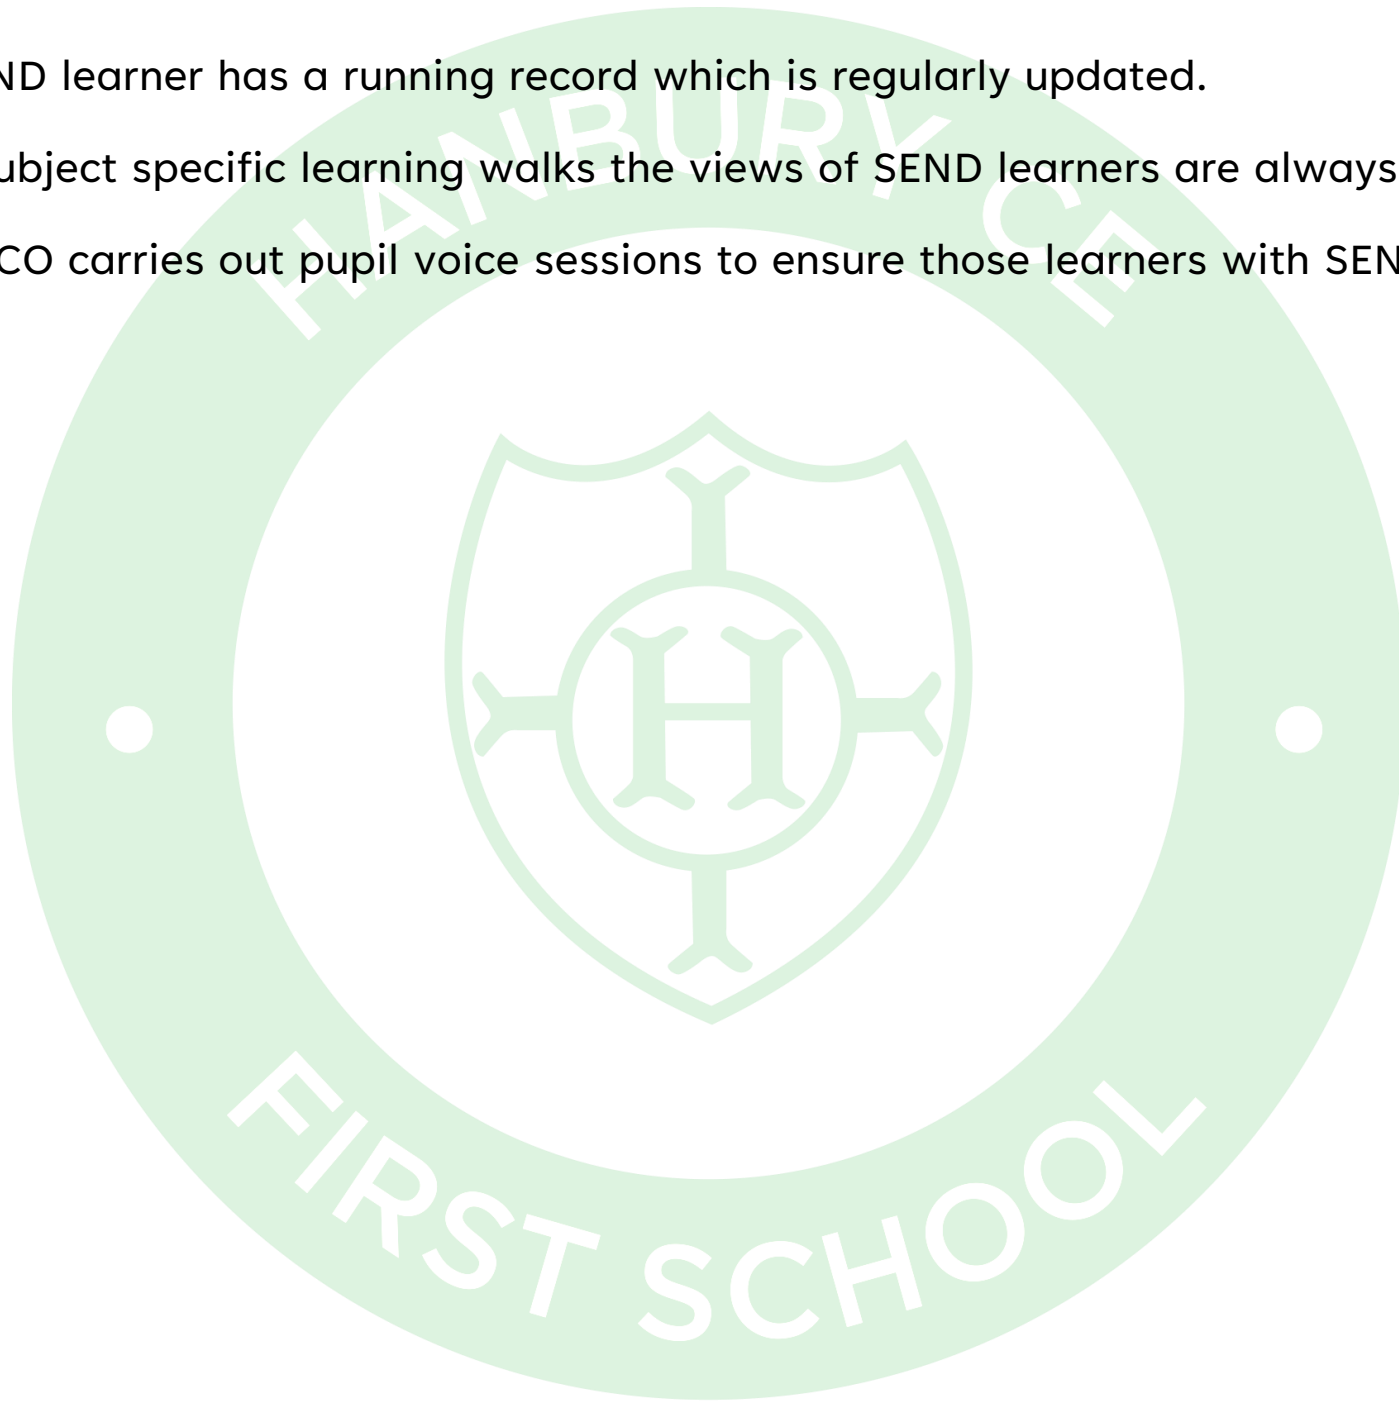 ND learner has a running record which is regularly updated.
ubject specific learning walks the views of SEND learners are always
CO carries out pupil voice sessions to ensure those learners with SEN
HANBURY CE
H
FIRST SCHOOL